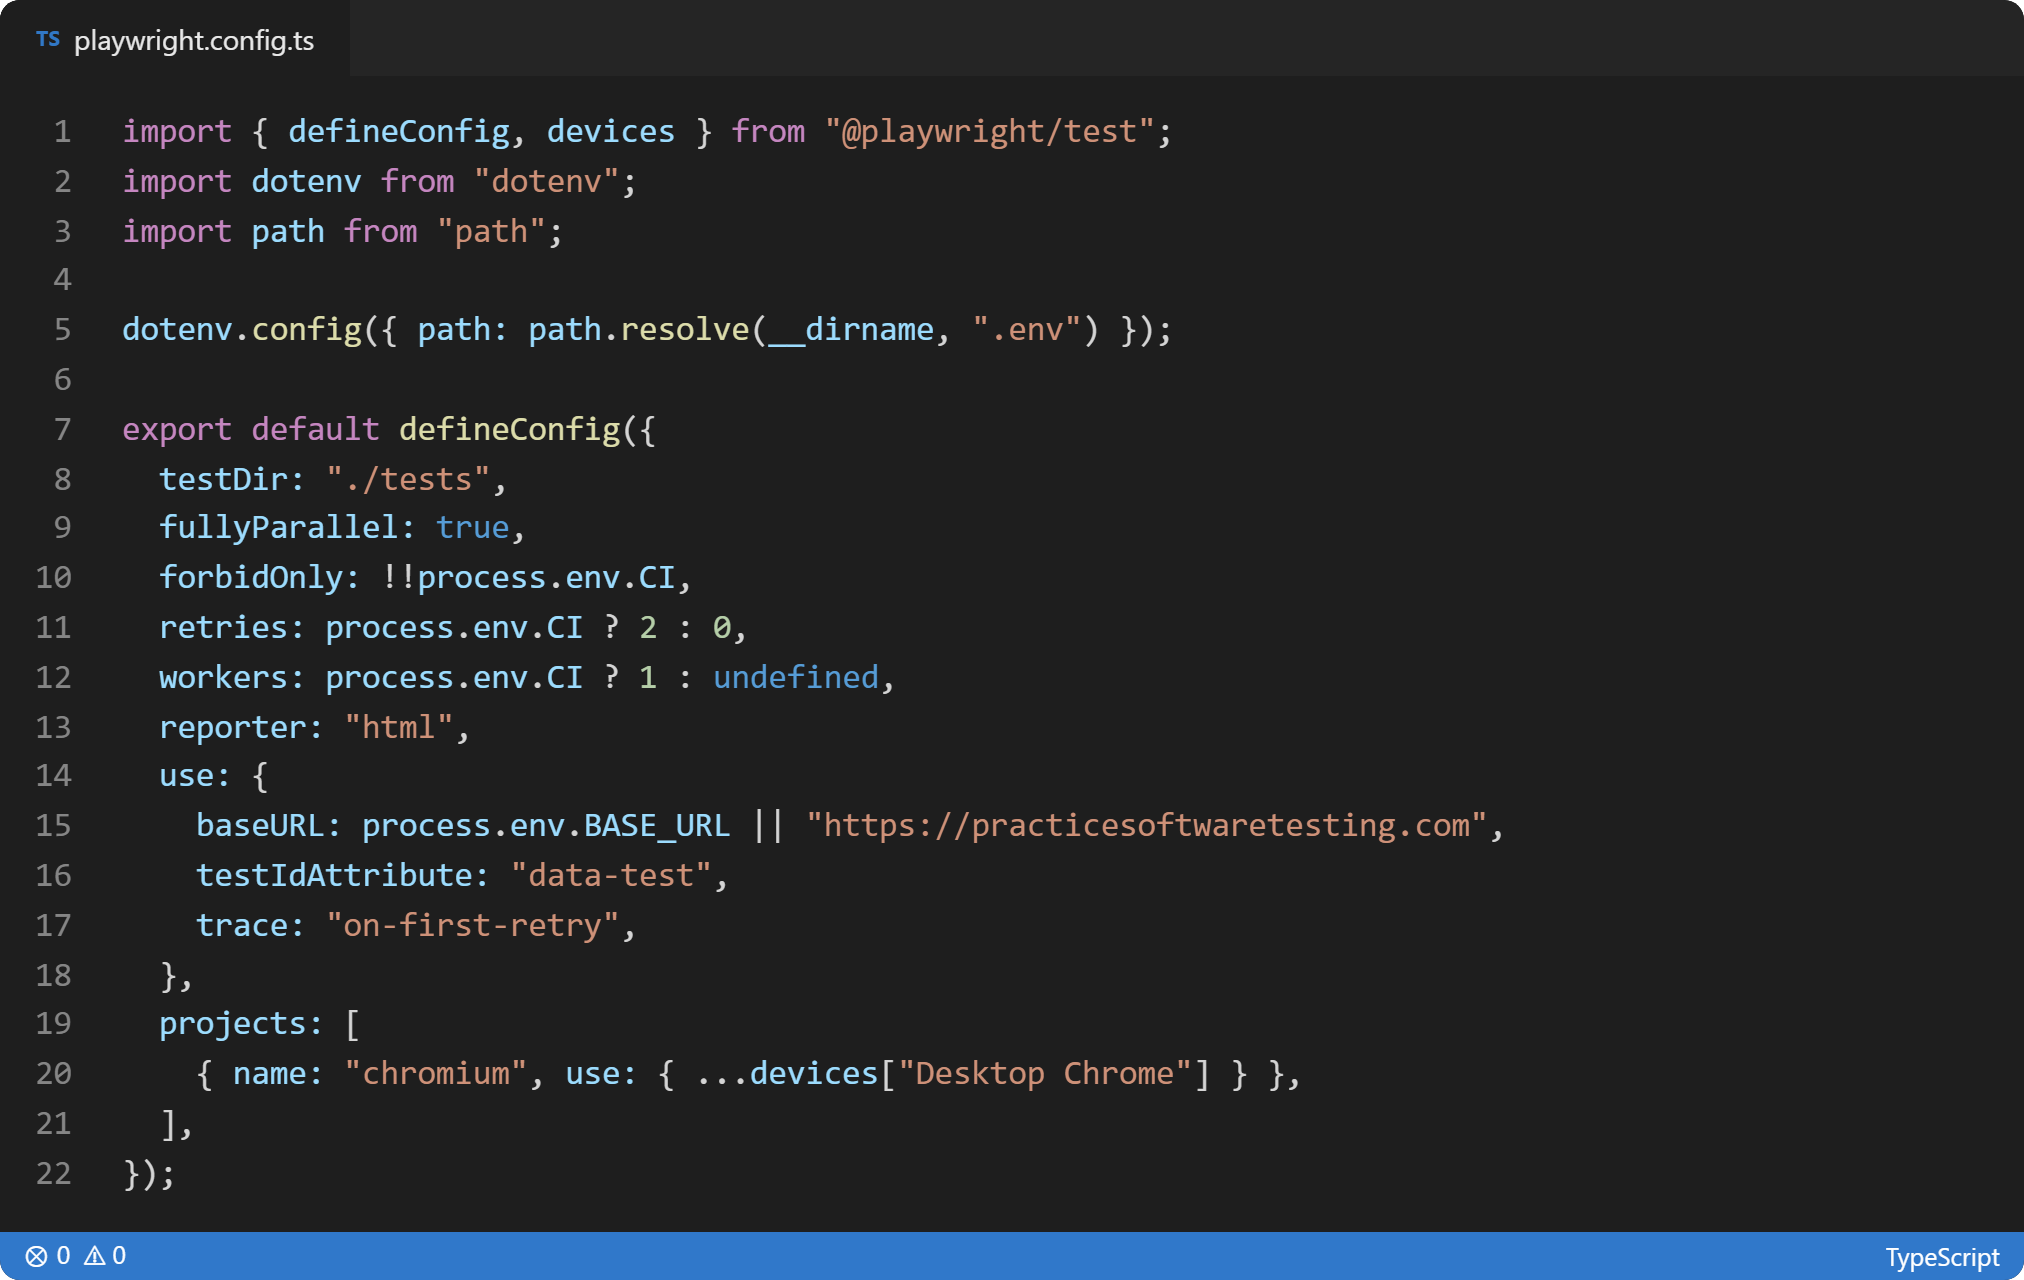 TS playwright.config.ts
1 import { defineConfig, devices } from "@playwright/test";
2 import dotenv from "dotenv";
3 import path from "path";
4
5 dotenv.config({ path: path.resolve(__dirname, ".env") });
6
7 export default defineConfig({
8   testDir: "./tests",
9   fullyParallel: true,
10   forbidOnly: !!process.env.CI,
11   retries: process.env.CI ? 2 : 0,
12   workers: process.env.CI ? 1 : undefined,
13   reporter: "html",
14   use: {
15     baseURL: process.env.BASE_URL || "https://practicesoftwaretesting.com",
16     testIdAttribute: "data-test",
17     trace: "on-first-retry",
18   },
19   projects: [
20     { name: "chromium", use: { ...devices["Desktop Chrome"] } },
21   ],
22 });
0 0 TypeScript